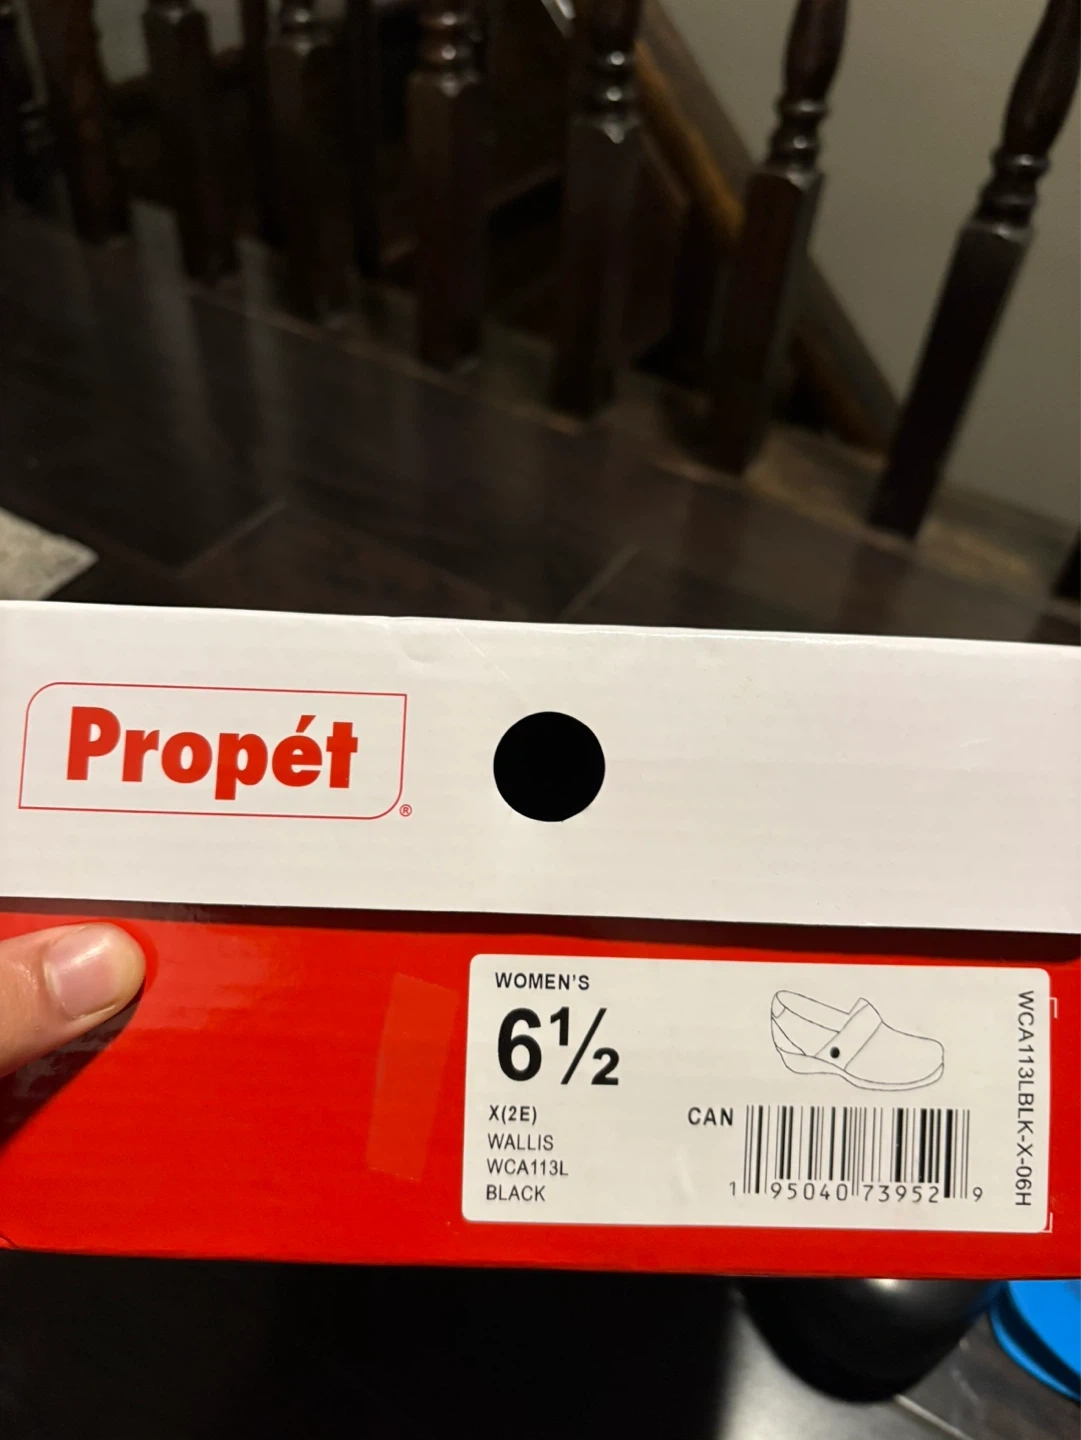 Propét®
WOMEN'S
6½
X(2E)
WALLIS
WCA113L
BLACK
CAN
1 95040 73952 9
WCA113LBLK-X-06H